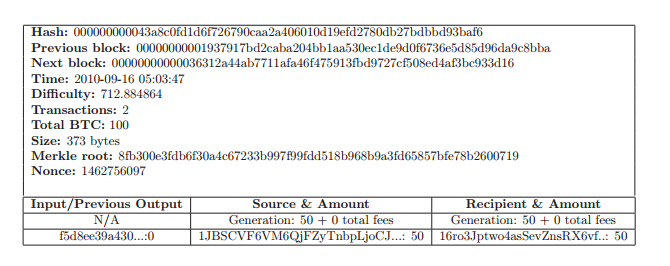 Hash: 000000000043a8c0fd1d6f726790caa2a406010d19efd2780db27bdbbd93baf6
Previous block: 00000000001937917bd2caba204bb1aa530ec1de9d0f6736e5d85d96da9c8bba
Next block: 00000000000036312a44ab7711afa46f475913fbd9727cf508ed4af3bc933d16
Time: 2010-09-16 05:03:47
Difficulty: 712.884864
Transactions: 2
Total BTC: 100
Size: 373 bytes
Merkle root: 8fb300e3fdb6f30a4c67233b997f99fdd518b968b9a3fd65857bfe78b2600719
Nonce: 1462756097
Input/Previous Output Source & Amount Recipient & Amount
N/A Generation: 50 + 0 total fees Generation: 50 + 0 total fees
f5d8ee39a430...:0 1JBSCVF6VM6QjFZyTnbpLjoCJ...: 50 16ro3Jptwo4asSevZnsRX6vf..: 50